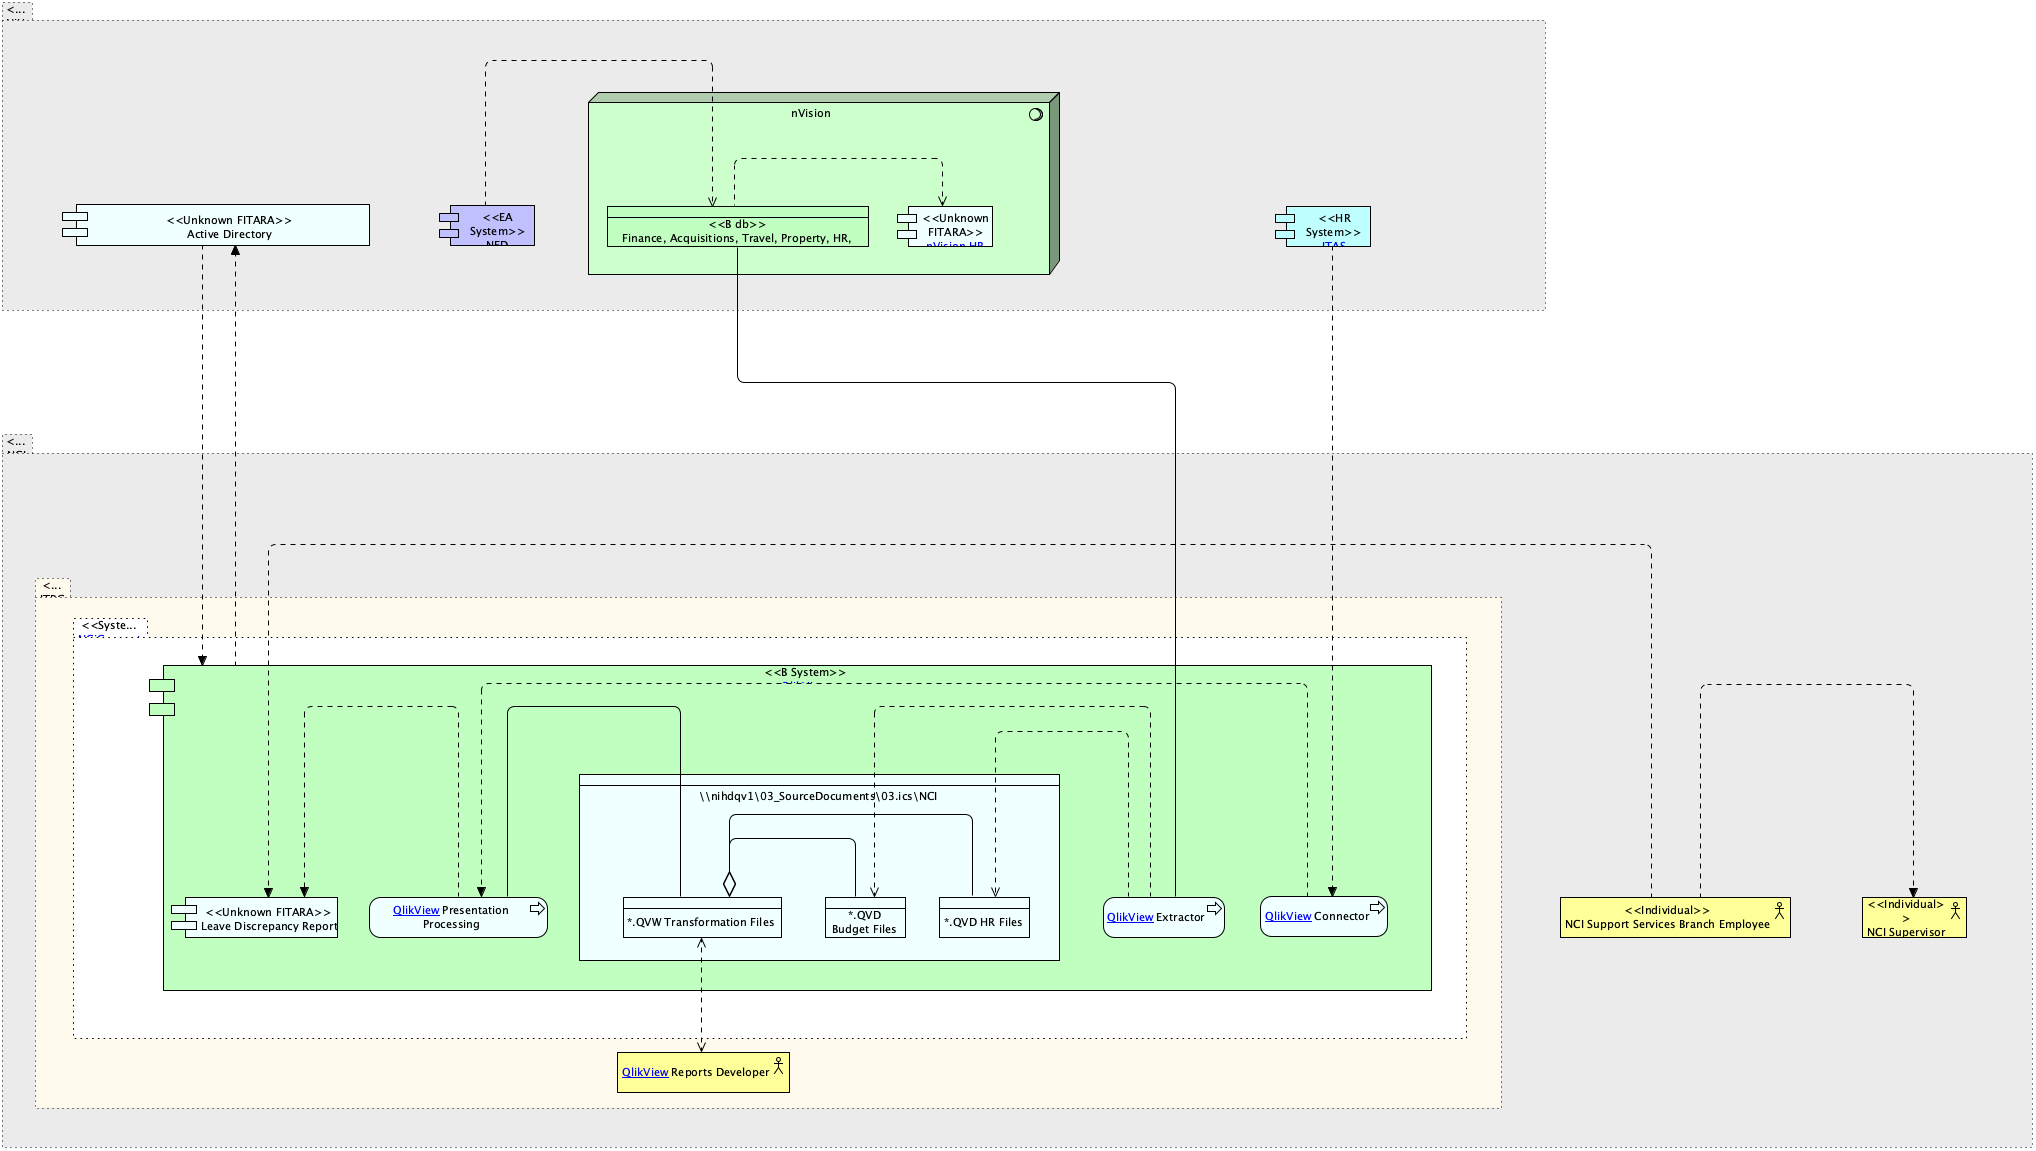 <...
nVision
<<Unknown FITARA>>
Active Directory
<<EA
System>>
NED
<<B db>>
Finance, Acquisitions, Travel, Property, HR,
<<Unknown
FITARA>>
nVision HR
<<HR
System>>
ITAS
<...
NCI
<...
<<Syste...
<<B System>>
\\nihdqv1\03_SourceDocuments\03.ics\NCI
<<Unknown FITARA>>
Leave Discrepancy Report
QlikView Presentation
Processing
*.QVW Transformation Files
*.QVD
Budget Files
*.QVD HR Files
QlikView Extractor
QlikView Connector
<<Individual>>
NCI Support Services Branch Employee
<<Individual>
>
NCI Supervisor
QlikView Reports Developer